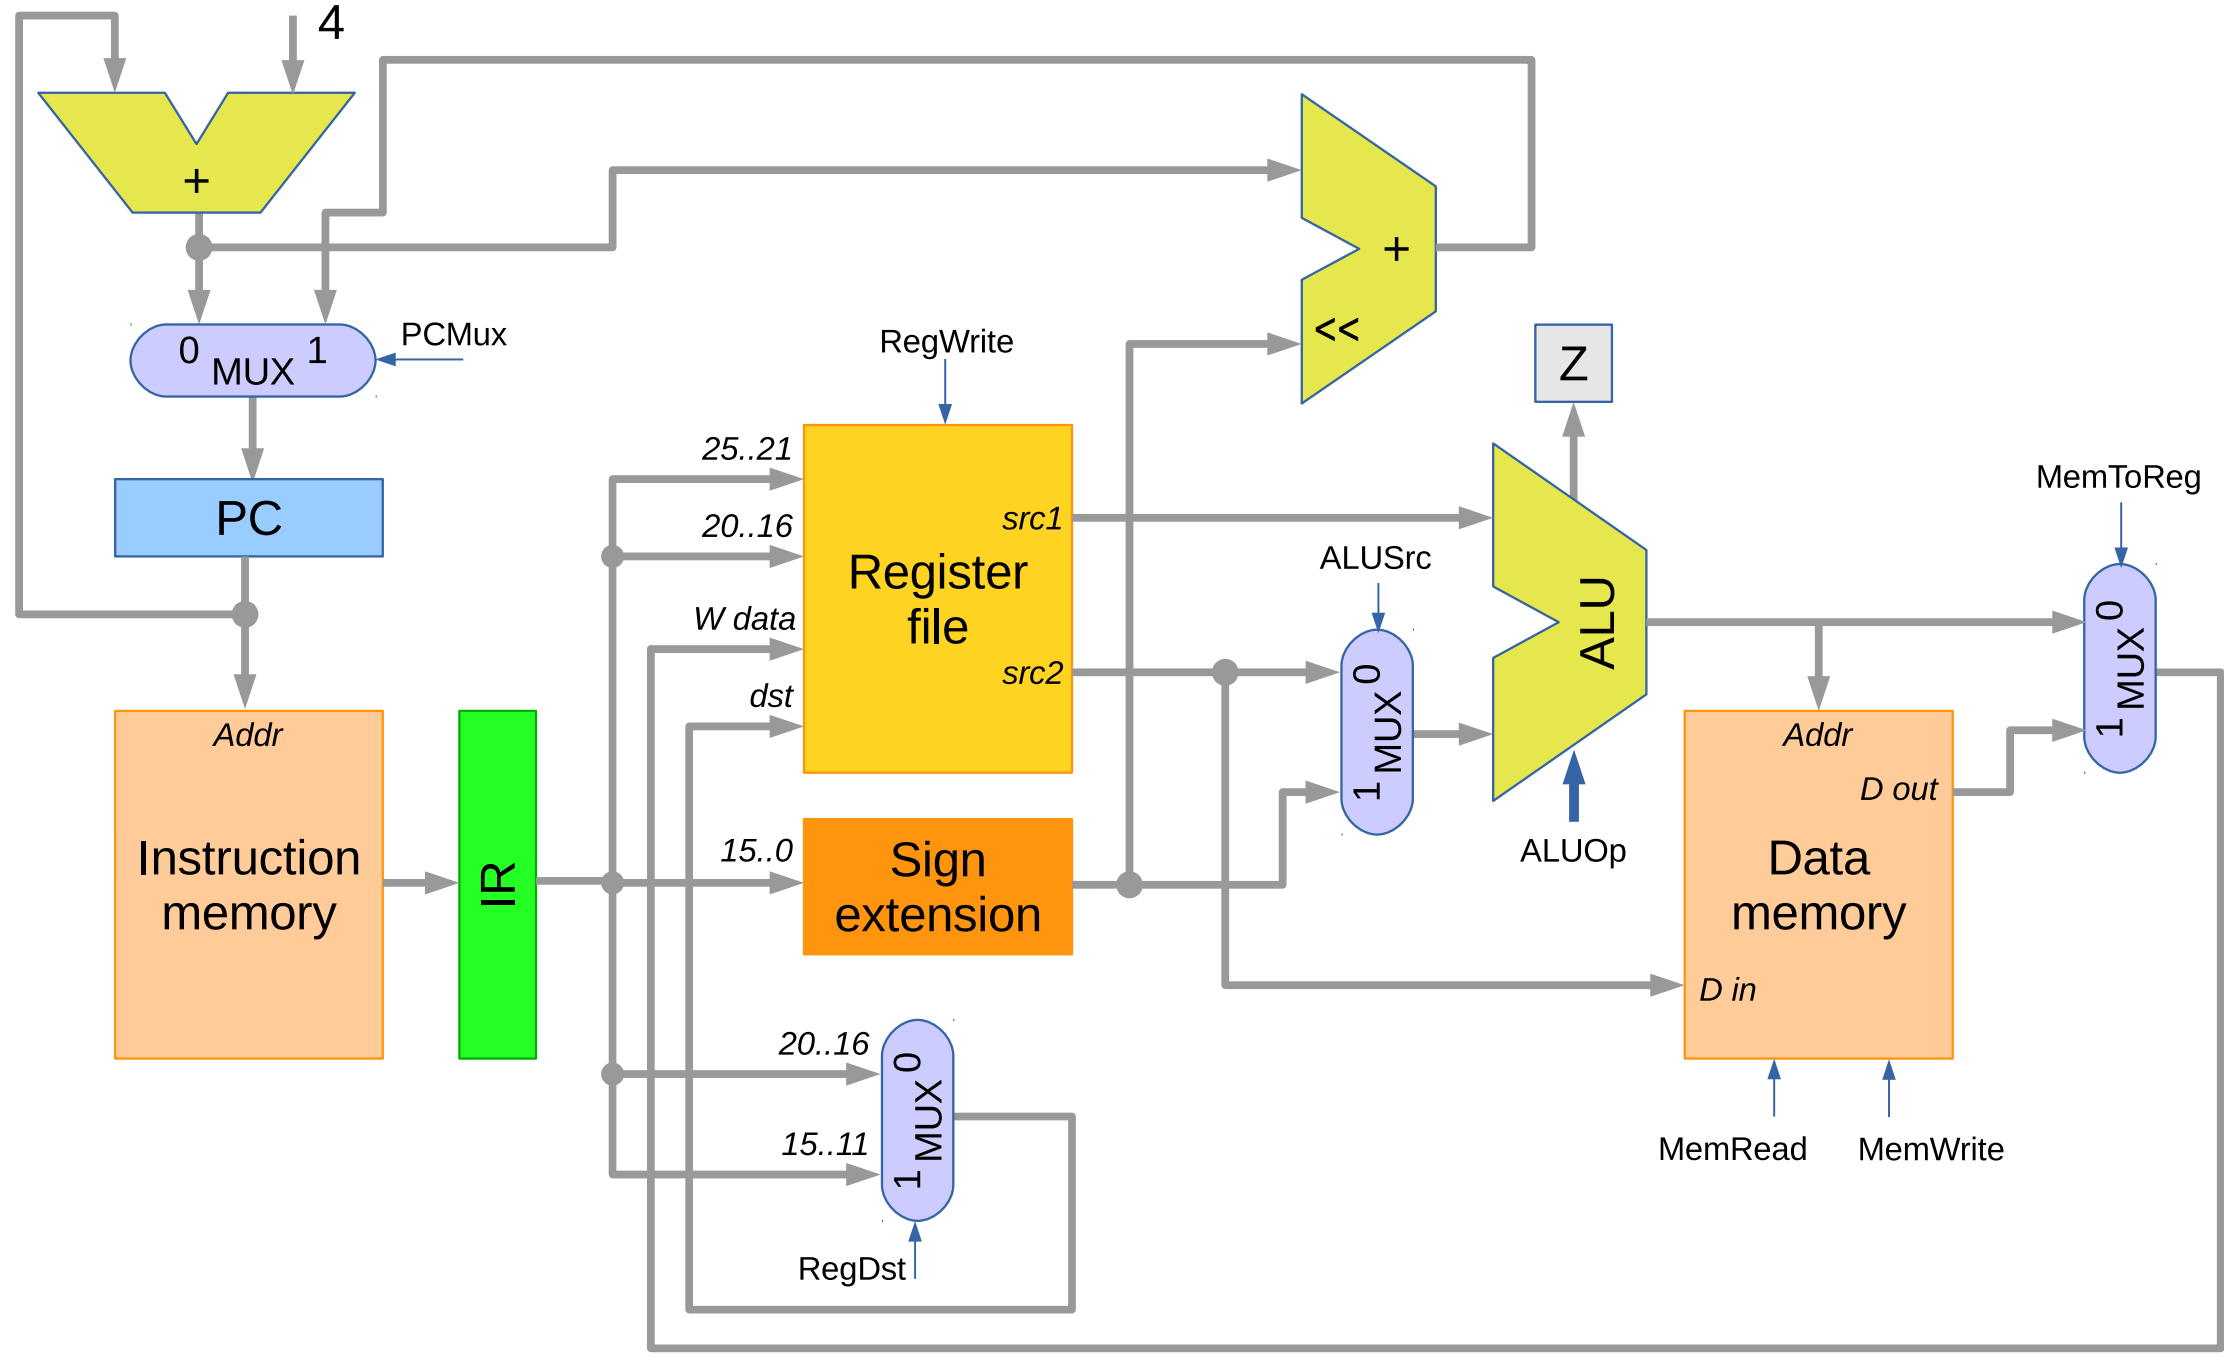 4
+
+
<<
0
MUX
1
PCMux
RegWrite
Z
PC
25..21
20..16
W data
dst
src1
src2
Register
file
ALUSrc
0
MUX
1
ALU
ALUOp
MemToReg
0
MUX
1
Addr
Instruction
memory
IR
15..0
Sign
extension
Addr
D out
Data
memory
D in
MemRead
MemWrite
20..16
15..11
0
MUX
1
RegDst